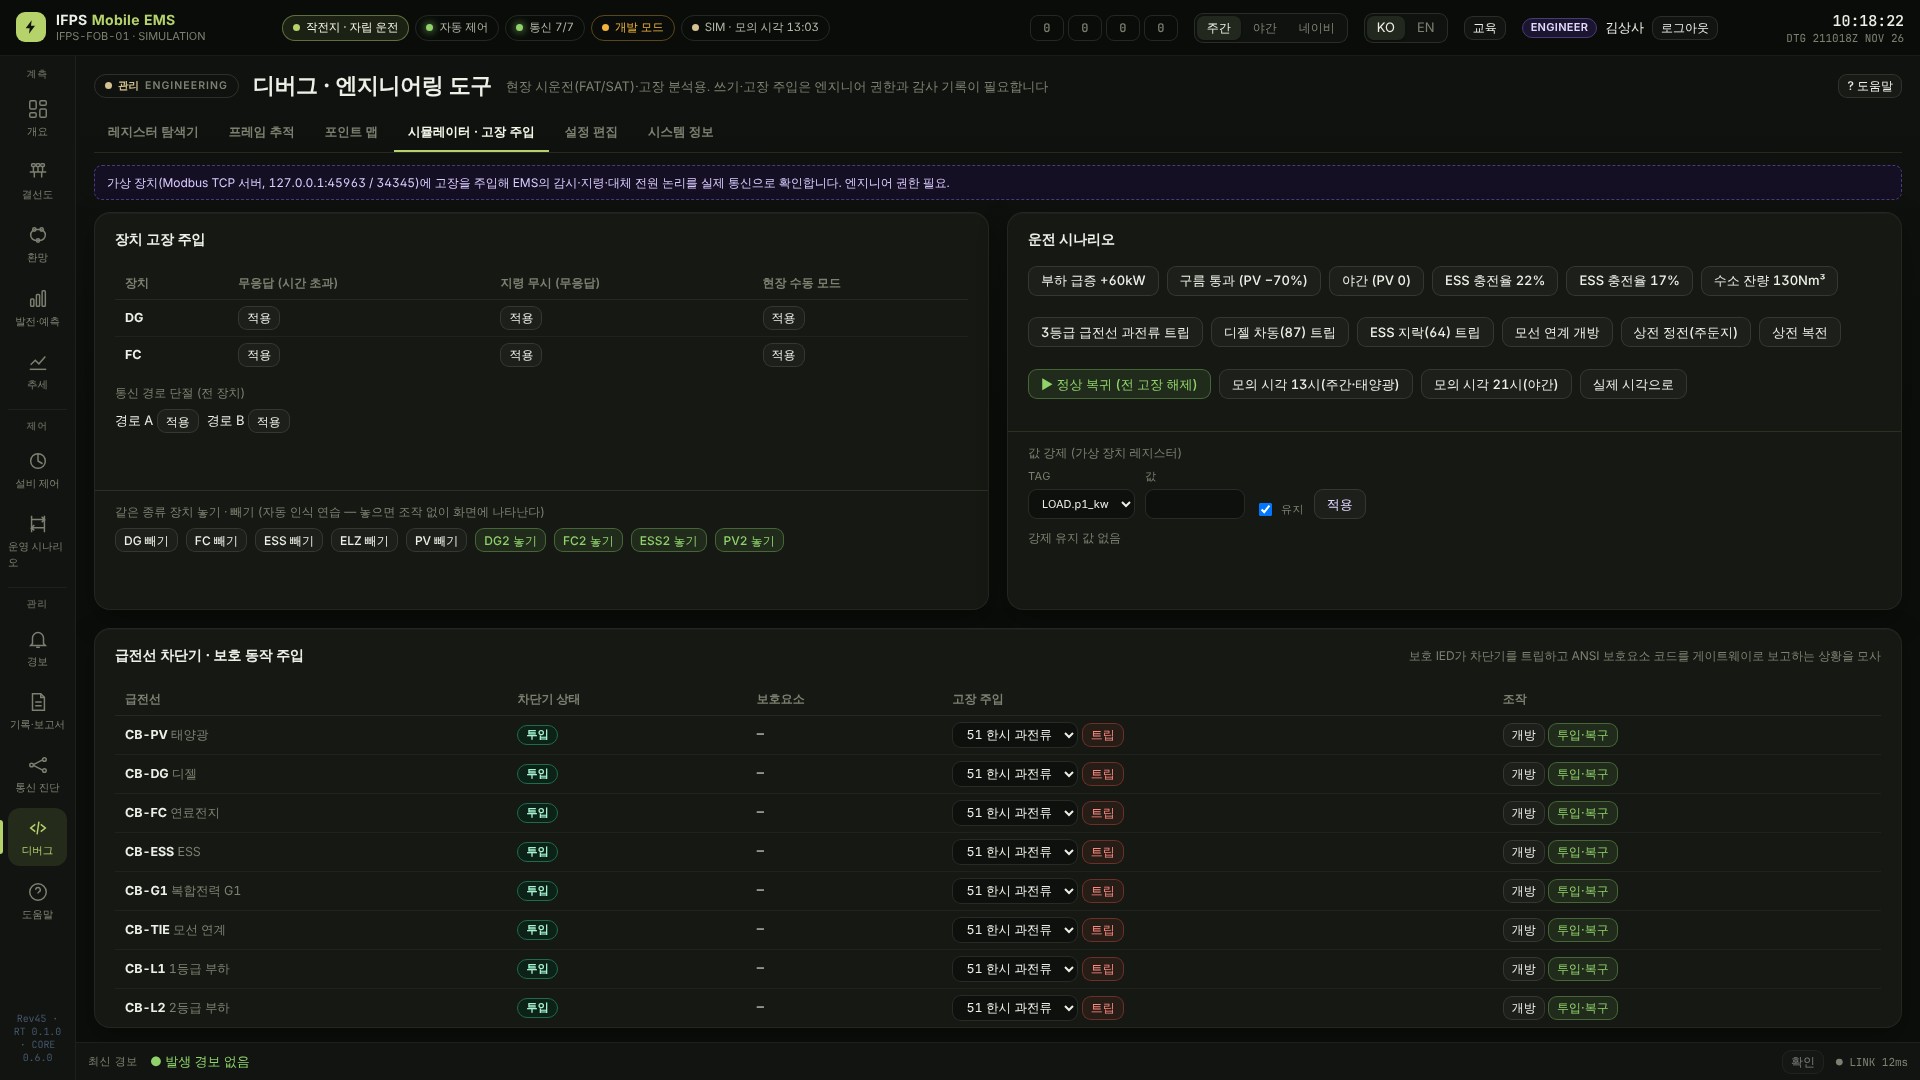 IFPS Mobile EMS
IFPS-FOB-01 · SIMULATION
작전지 · 자립 운전
자동 제어
통신 7/7
개발 모드
SIM · 모의 시각 13:03
0 0 0 0
주간 야간 네이비
KO EN
교육
ENGINEER 김상사 로그아웃
10:18:22
DTG 211018Z NOV 26
계측
개요
결선도
환망
발전·예측
추세
제어
설비 제어
운영 시나리오
관리
경보
기록·보고서
통신 진단
디버그
도움말
Rev45 ·
RT 0.1.0
· CORE
0.6.0
관리 ENGINEERING
디버그 · 엔지니어링 도구
현장 시운전(FAT/SAT)·고장 분석용. 쓰기·고장 주입은 엔지니어 권한과 감사 기록이 필요합니다
? 도움말
레지스터 탐색기 프레임 추적 포인트 맵 시뮬레이터 · 고장 주입 설정 편집 시스템 정보
가상 장치(Modbus TCP 서버, 127.0.0.1:45963 / 34345)에 고장을 주입해 EMS의 감시·지령·대체 전원 논리를 실제 통신으로 확인합니다. 엔지니어 권한 필요.
장치 고장 주입
장치 무응답 (시간 초과) 지령 무시 (무응답) 현장 수동 모드
DG 적용 적용 적용
FC 적용 적용 적용
통신 경로 단절 (전 장치)
경로 A 적용 경로 B 적용
같은 종류 장치 놓기 · 빼기 (자동 인식 연습 — 놓으면 조작 없이 화면에 나타난다)
DG 빼기 FC 빼기 ESS 빼기 ELZ 빼기 PV 빼기 DG2 놓기 FC2 놓기 ESS2 놓기 PV2 놓기
운전 시나리오
부하 급증 +60kW 구름 통과 (PV −70%) 야간 (PV 0) ESS 충전율 22% ESS 충전율 17% 수소 잔량 130Nm³
3등급 급전선 과전류 트립 디젤 차동(87) 트립 ESS 지락(64) 트립 모선 연계 개방 상전 정전(주둔지) 상전 복전
▶ 정상 복귀 (전 고장 해제) 모의 시각 13시(주간·태양광) 모의 시각 21시(야간) 실제 시각으로
값 강제 (가상 장치 레지스터)
TAG 값
LOAD.p1_kw 유지 적용
강제 유지 값 없음
급전선 차단기 · 보호 동작 주입
보호 IED가 차단기를 트립하고 ANSI 보호요소 코드를 게이트웨이로 보고하는 상황을 모사
급전선 차단기 상태 보호요소 고장 주입 조작
CB-PV 태양광 투입 – 51 한시 과전류 트립 개방 투입·복구
CB-DG 디젤 투입 – 51 한시 과전류 트립 개방 투입·복구
CB-FC 연료전지 투입 – 51 한시 과전류 트립 개방 투입·복구
CB-ESS ESS 투입 – 51 한시 과전류 트립 개방 투입·복구
CB-G1 복합전력 G1 투입 – 51 한시 과전류 트립 개방 투입·복구
CB-TIE 모선 연계 투입 – 51 한시 과전류 트립 개방 투입·복구
CB-L1 1등급 부하 투입 – 51 한시 과전류 트립 개방 투입·복구
CB-L2 2등급 부하 투입 – 51 한시 과전류 트립 개방 투입·복구
최신 경보 발생 경보 없음
확인 LINK 12ms